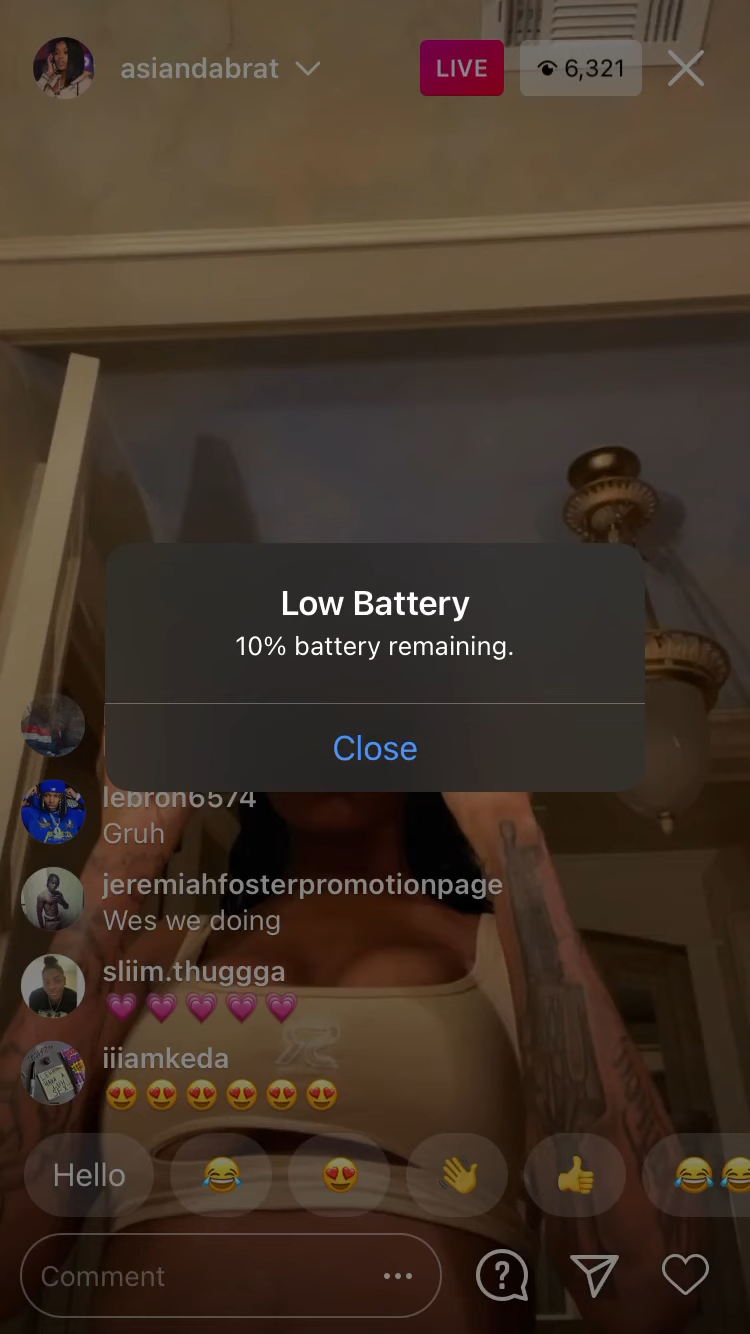 asiandabrat
LIVE
6,321
Low Battery
10% battery remaining.
Close
lebron6574
Gruh
jeremiahfosterpromotionpage
Wes we doing
sliim.thuggga
💗💗💗💗💗
iiiamkeda
😍😍😍😍😍😍
Hello
😂
😍
👋
👍
😂😂
Comment